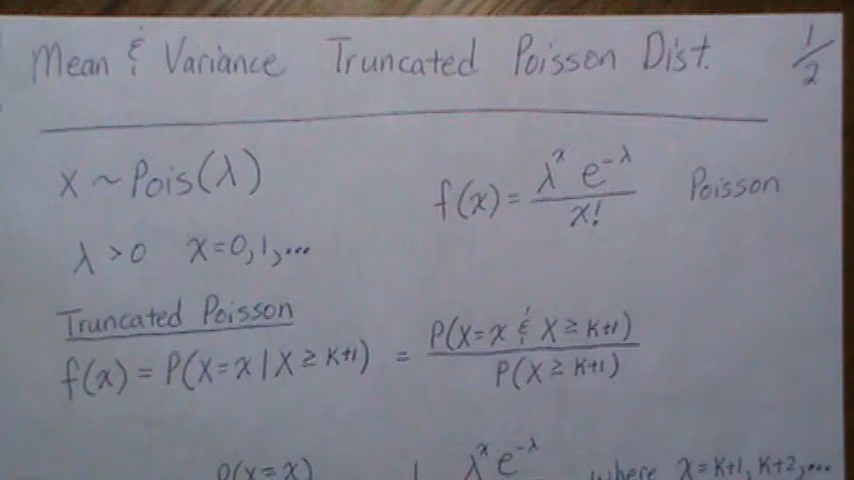 Mean & Variance Truncated Poisson Dist. 1/2
X ~ Pois(λ) f(x) = λ^x e^-λ / x! Poisson
λ > 0 x = 0, 1, ...
Truncated Poisson
f(x) = P(X = x | X ≥ K+1) = P(X = x & X ≥ K+1) / P(X ≥ K+1)
P(X = x) 1 λ^x e^-λ where x = K+1, K+2, ...